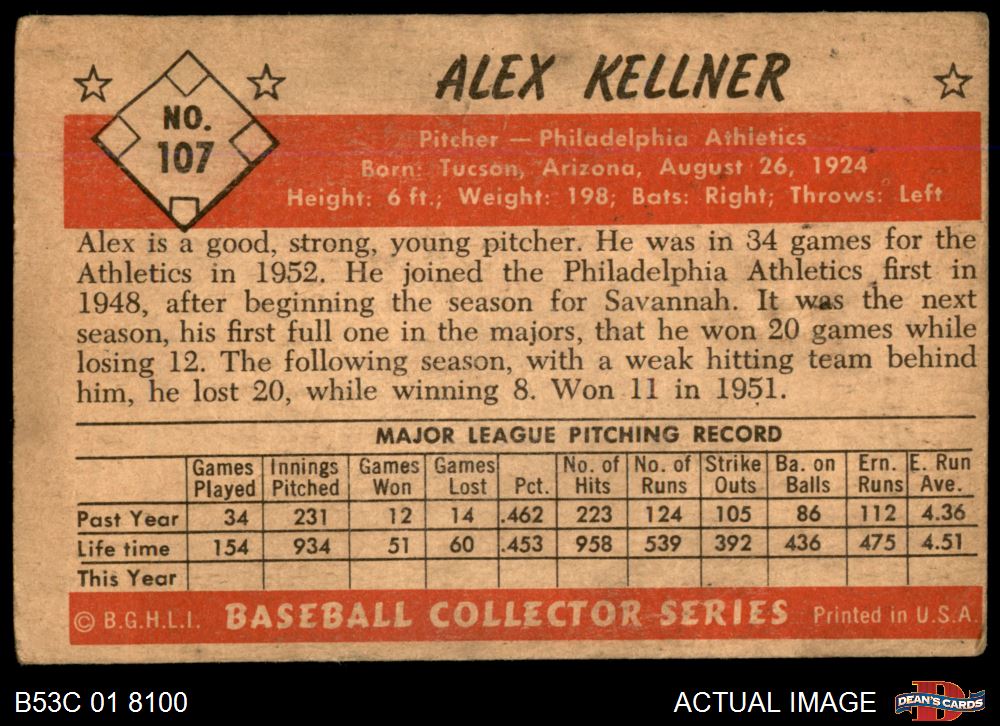 ALEX KELLNER
NO.
107
Pitcher — Philadelphia Athletics
Born: Tucson, Arizona, August 26, 1924
Height: 6 ft.; Weight: 198; Bats: Right; Throws: Left
Alex is a good, strong, young pitcher. He was in 34 games for the
Athletics in 1952. He joined the Philadelphia Athletics first in
1948, after beginning the season for Savannah. It was the next
season, his first full one in the majors, that he won 20 games while
losing 12. The following season, with a weak hitting team behind
him, he lost 20, while winning 8. Won 11 in 1951.
MAJOR LEAGUE PITCHING RECORD
Games Innings Games Games No. of No. of Strike Ba. on Ern. E. Run
Played Pitched Won Lost Pct. Hits Runs Outs Balls Runs Ave.
Past Year 34 231 12 14 .462 223 124 105 86 112 4.36
Life time 154 934 51 60 .453 958 539 392 436 475 4.51
This Year
© B.G.H.L.I. BASEBALL COLLECTOR SERIES Printed in U.S.A.
B53C 01 8100 ACTUAL IMAGE DEAN'S CARDS